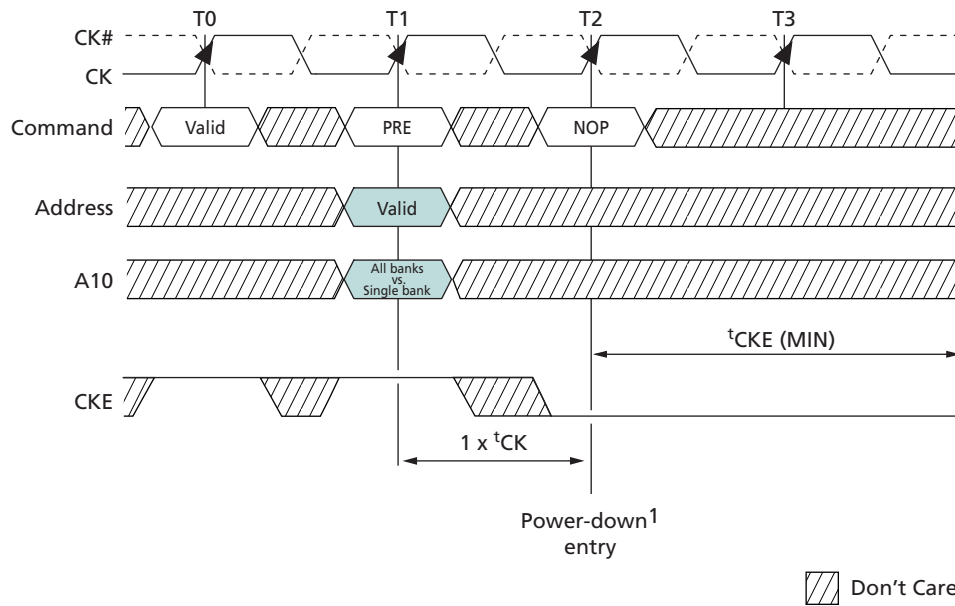 T0 T1 T2 T3
CK#
CK
Command Valid PRE NOP
Address Valid
A10 All banks
vs.
Single bank
tCKE (MIN)
CKE
1 x tCK
Power-down1
entry
Don't Care